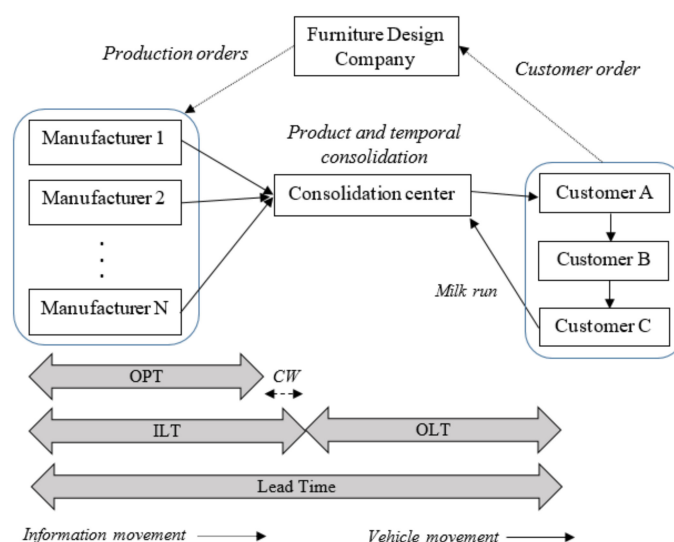 Furniture Design
Company
Production orders
Customer order
Manufacturer 1
Manufacturer 2
Manufacturer N
Product and temporal
consolidation
Consolidation center
Customer A
Customer B
Customer C
Milk run
OPT
CW
ILT
OLT
Lead Time
Information movement
Vehicle movement